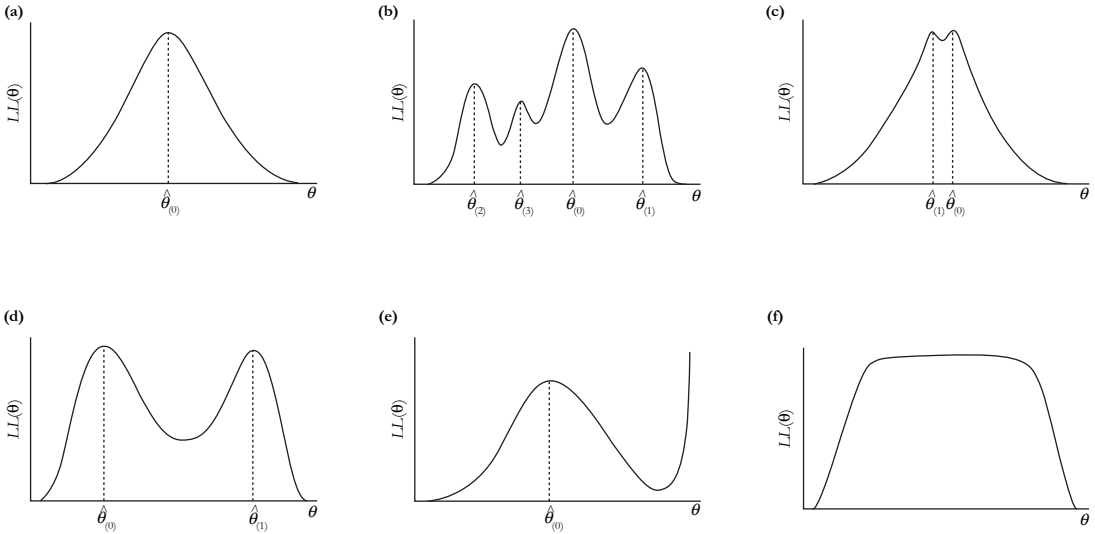 (a)
LL(θ)
θ
θ̂(0)
(b)
LL(θ)
θ
θ̂(2) θ̂(3) θ̂(0) θ̂(1)
(c)
LL(θ)
θ
θ̂(1) θ̂(0)
(d)
LL(θ)
θ
θ̂(0) θ̂(1)
(e)
LL(θ)
θ
θ̂(0)
(f)
LL(θ)
θ